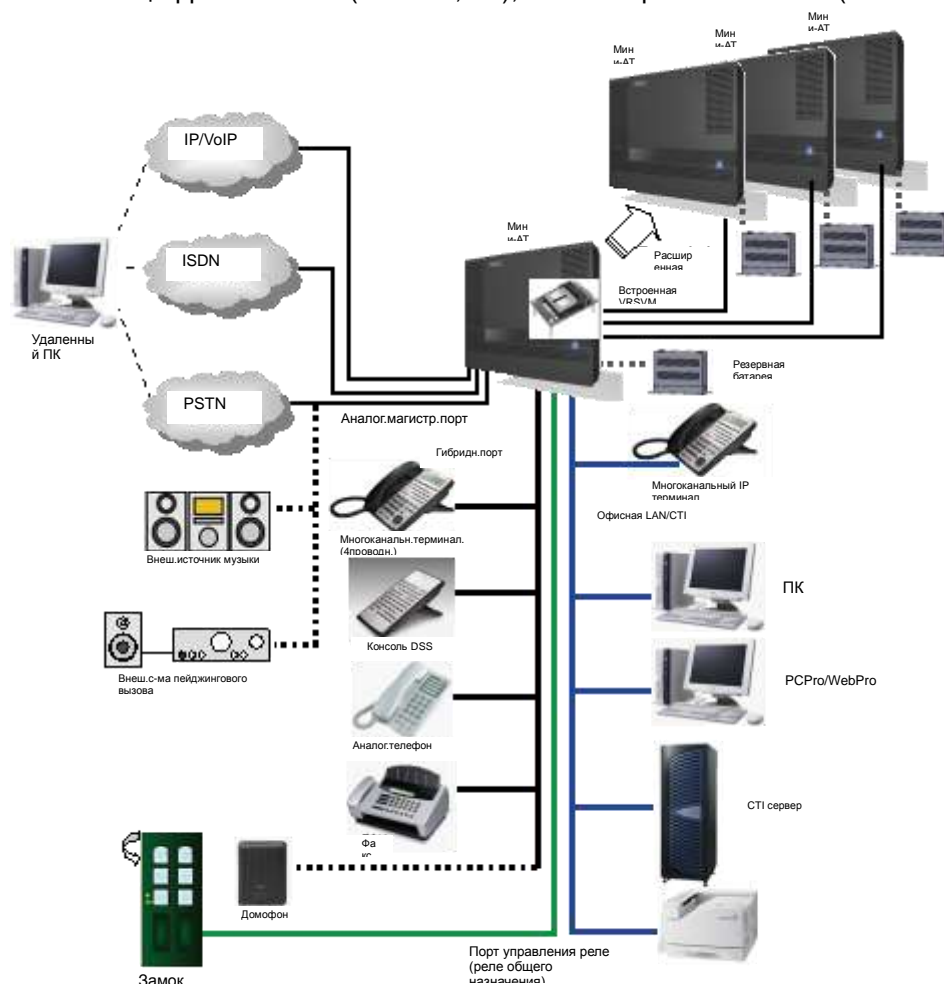 Мин
и-АТ
Мин
и-АТ
Мин
и-АТ
IP/VoIP
ISDN
PSTN
Удаленны
й ПК
Мин
и-АТ
Расшир
енная
Встроенная
VRSVM
Резервная
батарея
Аналог.магистр.порт
Гибридн.порт
Многоканальный IP
терминал
Офисная LAN/CTI
Внеш.источник музыки
Многоканальн.терминал.
(4проводн.)
ПК
Консоль DSS
Внеш.с-ма пейджингового
вызова
PCPro/WebPro
Аналог.телефон
CTI сервер
Фа
кс
Домофон
Порт управления реле
(реле общего
назначения)
Замок